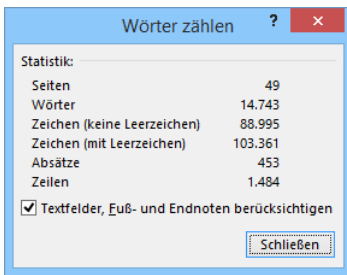 Wörter zählen ? ×
Statistik:
Seiten 49
Wörter 14.743
Zeichen (keine Leerzeichen) 88.995
Zeichen (mit Leerzeichen) 103.361
Absätze 453
Zeilen 1.484
Textfelder, Fuß- und Endnoten berücksichtigen
Schließen